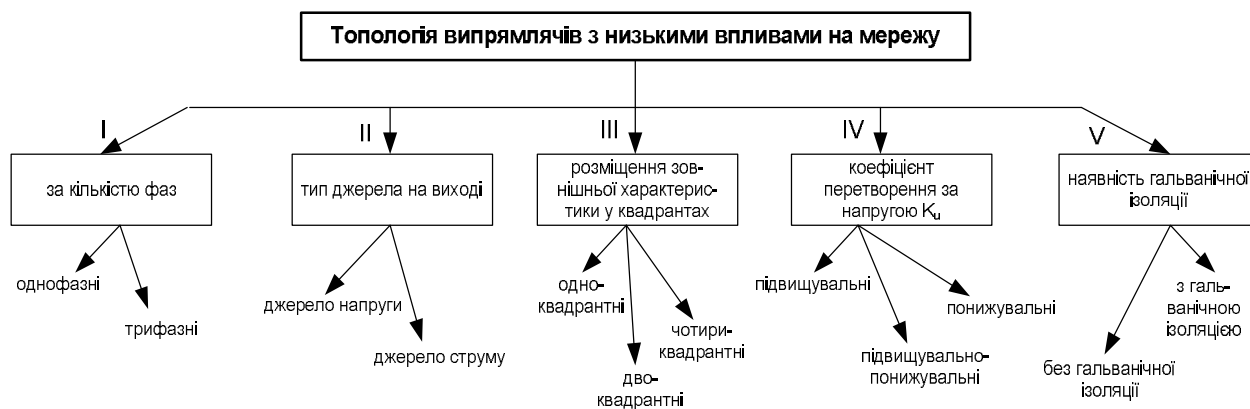 Топологія випрямлячів з низькими впливами на мережу
I
за кількістю фаз
однофазні
трифазні
II
тип джерела на виході
джерело напруги
джерело струму
III
розміщення зов-
нішньої характерис-
тики у квадрантах
одно-
квадрантні
дво-
квадрантні
чотири-
квадрантні
IV
коефіцієнт
перетворення за
напругою Ku
підвищувальні
підвищувально-
понижувальні
понижувальні
V
наявність гальванічної
ізоляції
без гальванічної
ізоляції
з галь-
ванічною
ізоляцією